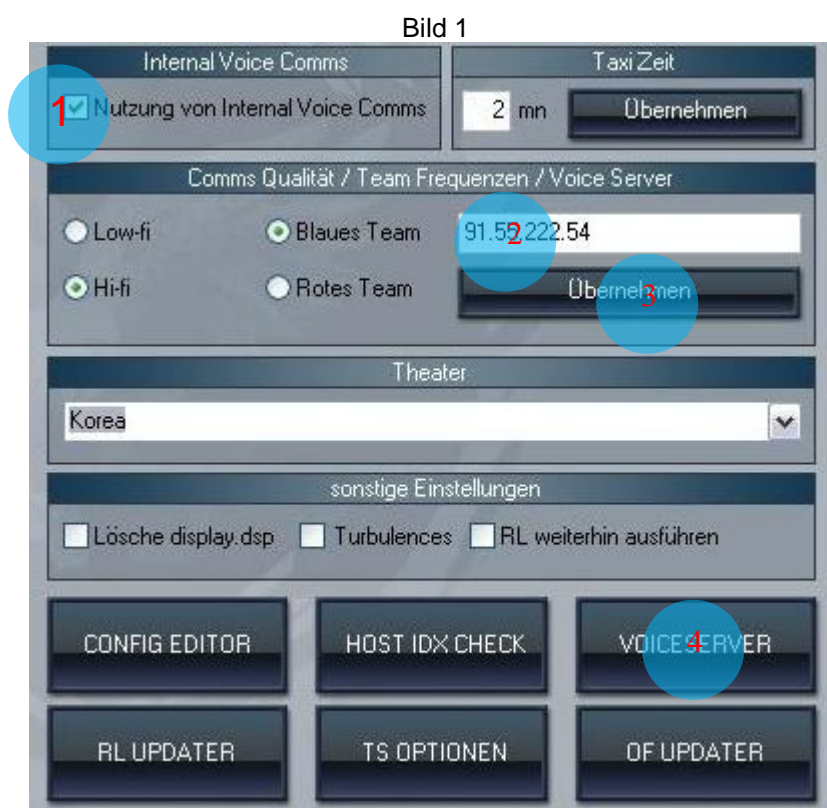 Bild 1
Internal Voice Comms
Taxi Zeit
1
Nutzung von Internal Voice Comms
2 mn
Übernehmen
Comms Qualität / Team Frequenzen / Voice Server
Low-fi
Blaues Team
91.55.222.54
2
Hi-fi
Rotes Team
Übernehmen
3
Theater
Korea
sonstige Einstellungen
Lösche display.dsp
Turbulences
RL weiterhin ausführen
CONFIG EDITOR
HOST IDX CHECK
VOICESERVER
4
RL UPDATER
TS OPTIONEN
OF UPDATER